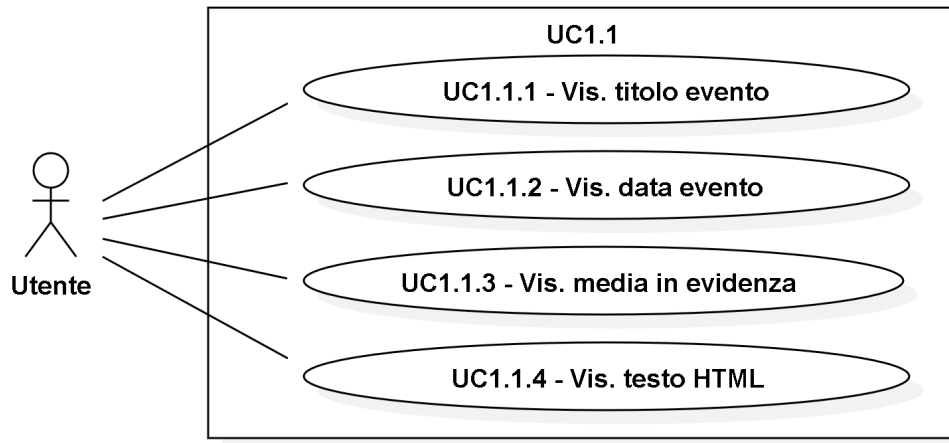 UC1.1
UC1.1.1 - Vis. titolo evento
UC1.1.2 - Vis. data evento
UC1.1.3 - Vis. media in evidenza
UC1.1.4 - Vis. testo HTML
Utente